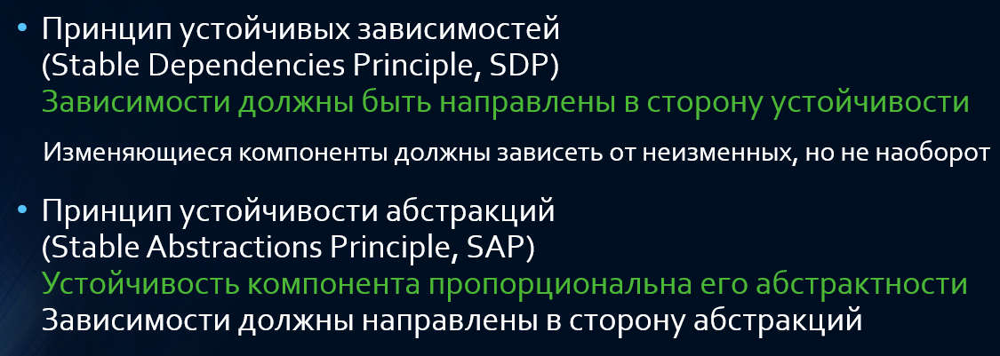 • Принцип устойчивых зависимостей
(Stable Dependencies Principle, SDP)
Зависимости должны быть направлены в сторону устойчивости
Изменяющиеся компоненты должны зависеть от неизменных, но не наоборот
• Принцип устойчивости абстракций
(Stable Abstractions Principle, SAP)
Устойчивость компонента пропорциональна его абстрактности
Зависимости должны направлены в сторону абстракций